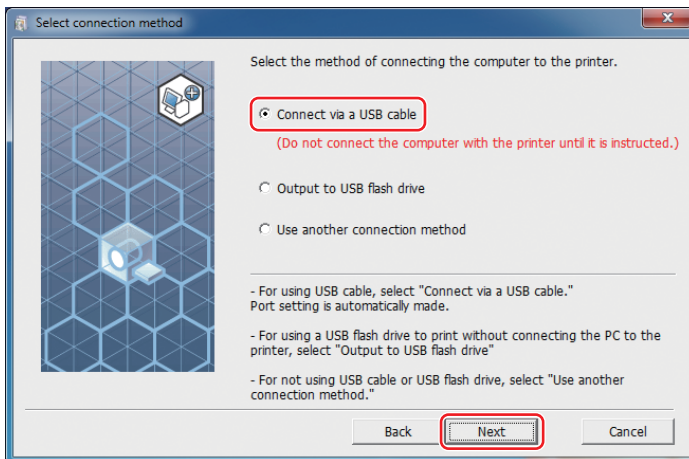 Select connection method
Select the method of connecting the computer to the printer.
Connect via a USB cable
(Do not connect the computer with the printer until it is instructed.)
Output to USB flash drive
Use another connection method
- For using USB cable, select "Connect via a USB cable."
Port setting is automatically made.
- For using a USB flash drive to print without connecting the PC to the
printer, select "Output to USB flash drive"
- For not using USB cable or USB flash drive, select "Use another
connection method."
Back Next Cancel